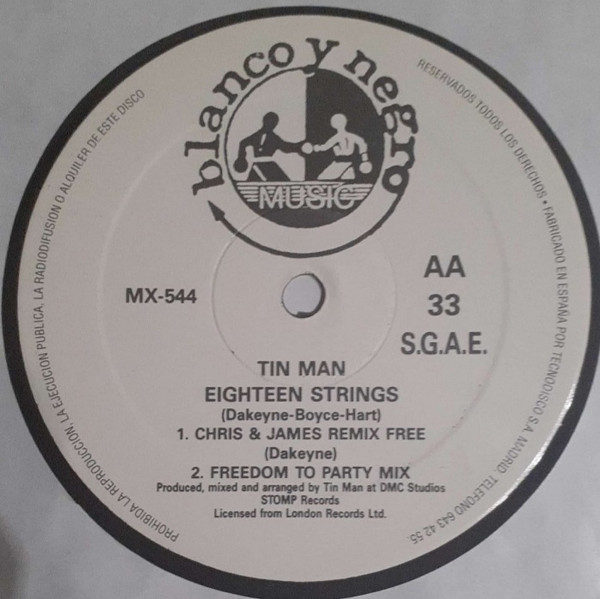 blanco y negro
MUSIC
MX-544
AA
33
S.G.A.E.
TIN MAN
EIGHTEEN STRINGS
(Dakeyne-Boyce-Hart)
1. CHRIS & JAMES REMIX FREE
(Dakeyne)
2. FREEDOM TO PARTY MIX
Produced, mixed and arranged by Tin Man at DMC Studios
STOMP Records
Licensed from London Records Ltd.
PROHIBIDA LA REPRODUCCION, LA EJECUCION PUBLICA, LA RADIODIFUSION O ALQUILER DE ESTE DISCO
RESERVADOS TODOS LOS DERECHOS • FABRICADO EN ESPAÑA POR TECNODISCO S.A. MADRID. TELEFONO 643 42 55.